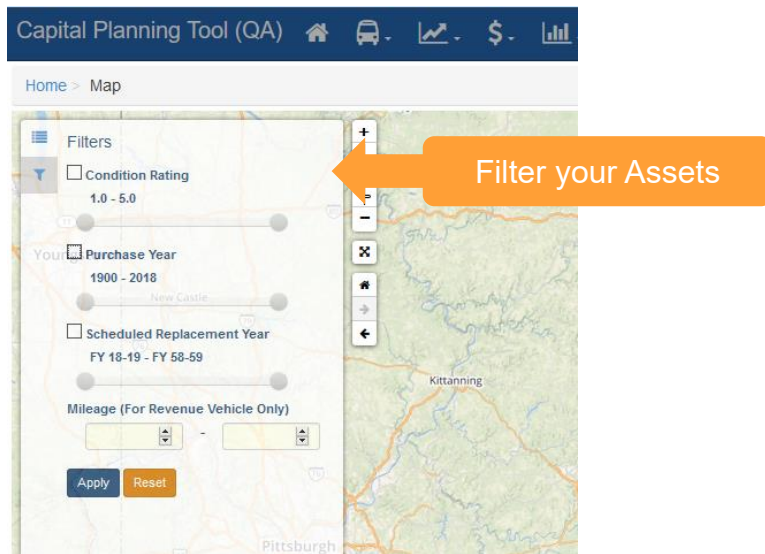 Capital Planning Tool (QA)
Home > Map
Filters
Filter your Assets
Condition Rating
1.0 - 5.0
Purchase Year
1900 - 2018
New Castle
Scheduled Replacement Year
FY 18-19 - FY 58-59
Kittanning
Mileage (For Revenue Vehicle Only)
-
Apply Reset
Pittsburgh